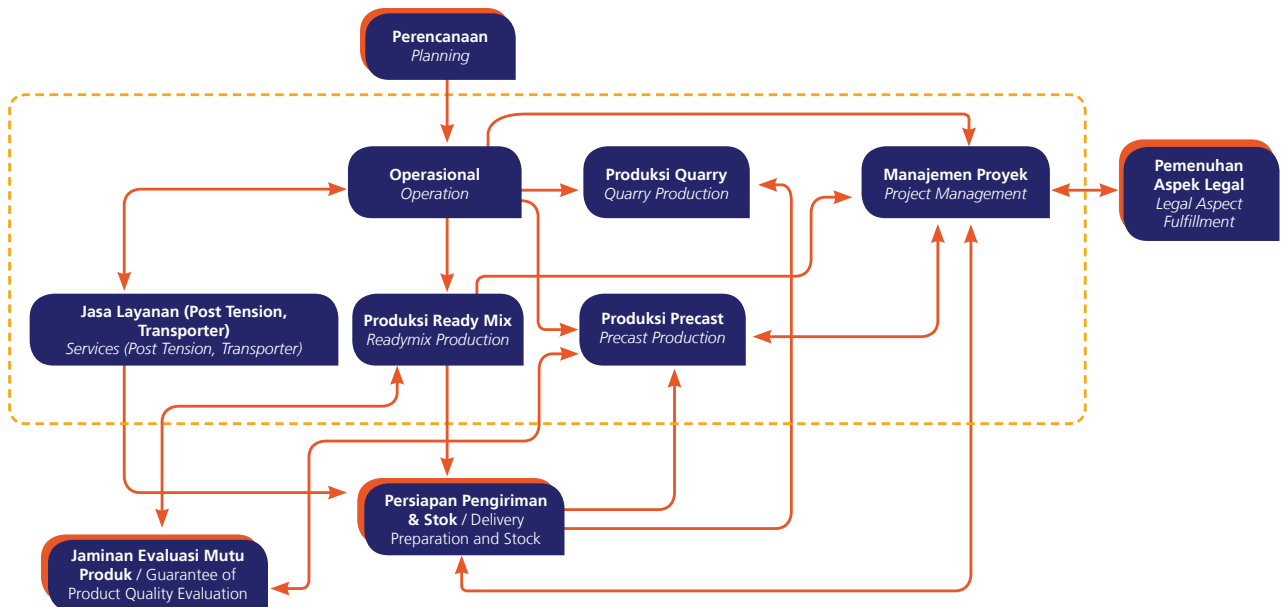 Perencanaan
Planning
Operasional
Operation
Produksi Quarry
Quarry Production
Manajemen Proyek
Project Management
Pemenuhan
Aspek Legal
Legal Aspect
Fulfillment
Jasa Layanan (Post Tension,
Transporter)
Services (Post Tension, Transporter)
Produksi Ready Mix
Readymix Production
Produksi Precast
Precast Production
Persiapan Pengiriman
& Stok / Delivery
Preparation and Stock
Jaminan Evaluasi Mutu
Produk / Guarantee of
Product Quality Evaluation